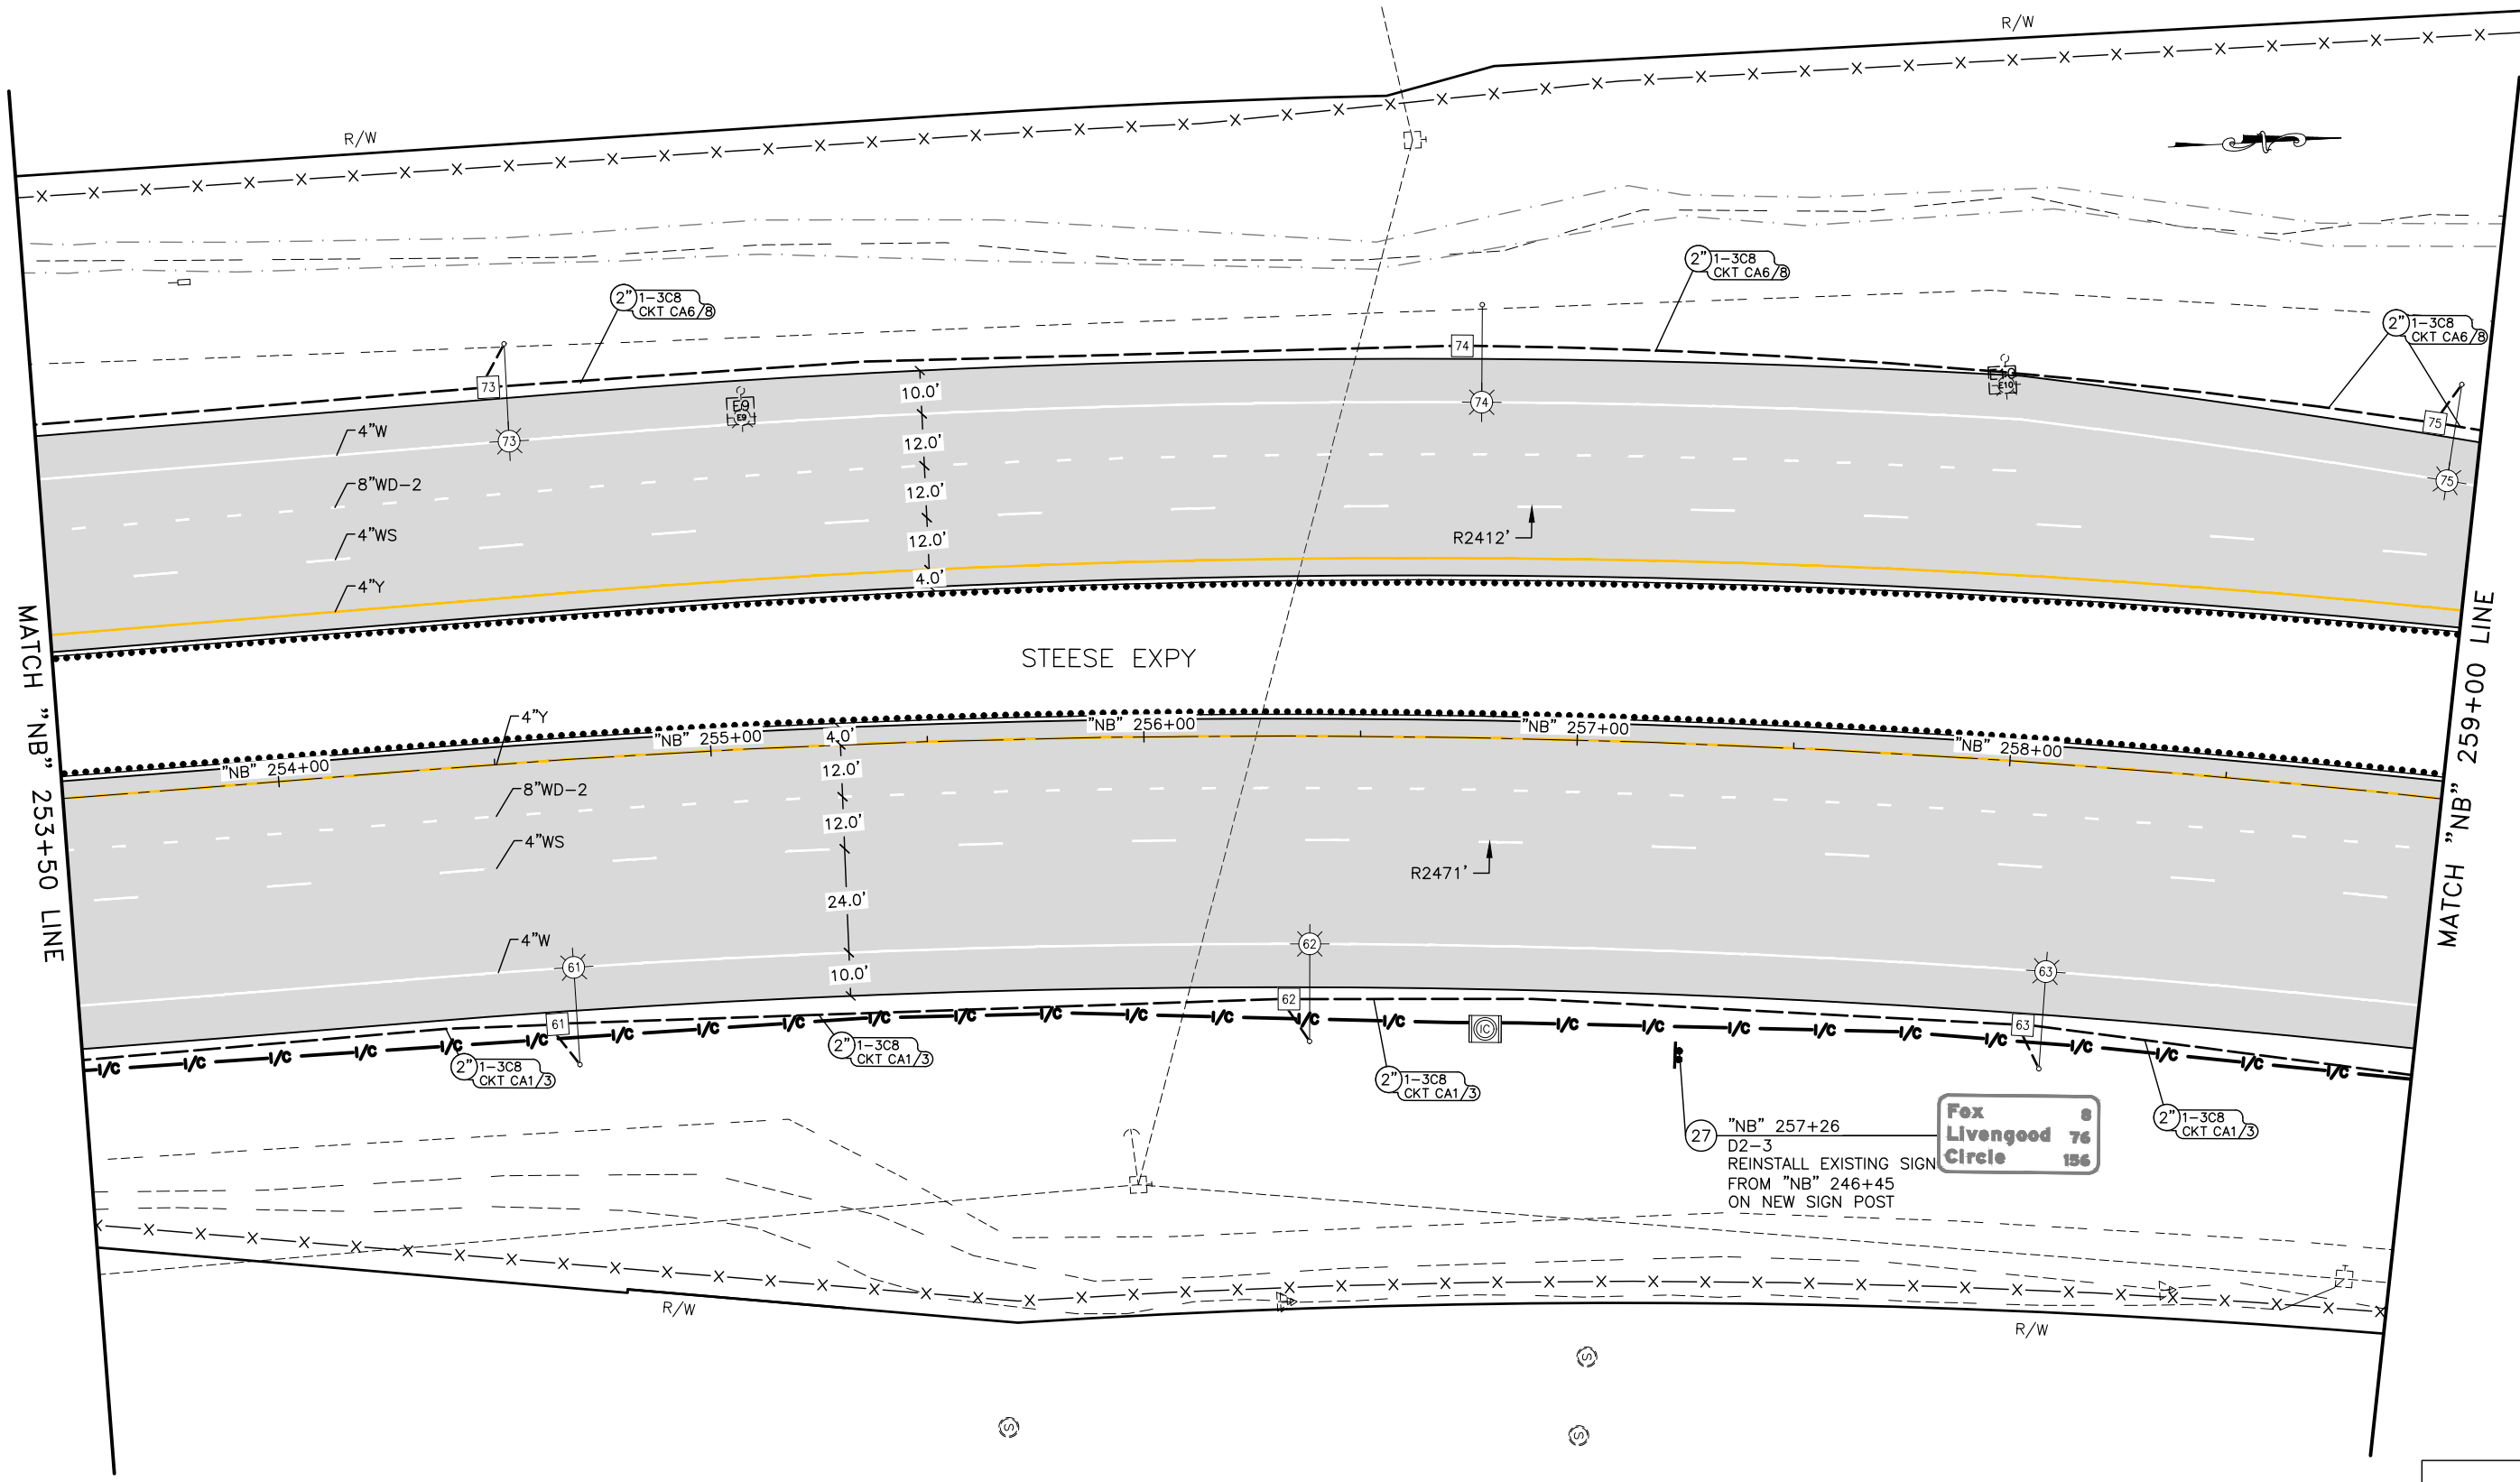 R/W
R/W
N
2" 1-3C8
CKT CA6/8
2" 1-3C8
CKT CA6/8
2" 1-3C8
CKT CA6/8
73
74
75
E9
E9
E10
E10
73
74
75
4"W
8"WD-2
4"WS
4"Y
10.0'
12.0'
12.0'
12.0'
4.0'
R2412'
STEESE EXPY
MATCH "NB" 253+50 LINE
MATCH "NB" 259+00 LINE
"NB" 254+00
"NB" 255+00
"NB" 256+00
"NB" 257+00
"NB" 258+00
4"Y
8"WD-2
4"WS
4"W
4.0'
12.0'
12.0'
24.0'
10.0'
R2471'
61
62
63
61
62
63
I/C I/C I/C I/C I/C I/C I/C I/C I/C I/C I/C I/C I/C I/C I/C I/C I/C I/C I/C I/C I/C I/C I/C I/C I/C I/C I/C
IC
2" 1-3C8
CKT CA1/3
2" 1-3C8
CKT CA1/3
2" 1-3C8
CKT CA1/3
2" 1-3C8
CKT CA1/3
27 "NB" 257+26
D2-3
REINSTALL EXISTING SIGN
FROM "NB" 246+45
ON NEW SIGN POST
Fox 8
Livengood 76
Circle 156
R/W
R/W
S
S
S